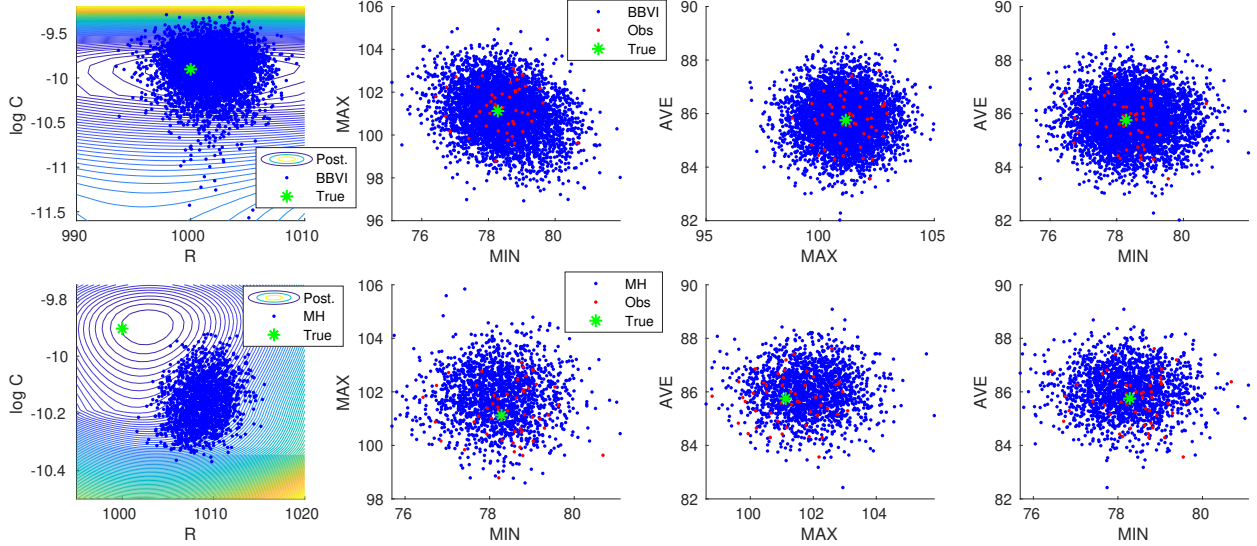 -9.5
-10
-10.5
-11
-11.5
log C
990
1000
1010
R
Post.
BBVI
True
106
104
102
100
98
96
MAX
76
78
80
MIN
BBVI
Obs
True
90
88
86
84
82
AVE
95
100
105
MAX
90
88
86
84
82
AVE
76
78
80
MIN
-9.8
-10
-10.2
-10.4
log C
1000
1010
1020
R
Post.
MH
True
106
104
102
100
98
MAX
76
78
80
MIN
MH
Obs
True
90
88
86
84
82
AVE
100
102
104
MAX
90
88
86
84
82
AVE
76
78
80
MIN